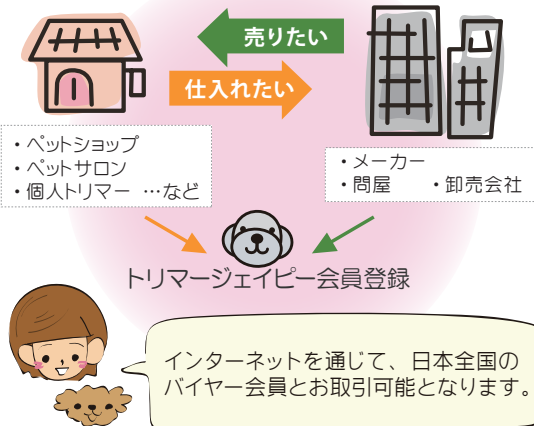 売りたい
仕入れたい
・ペットショップ
・ペットサロン
・個人トリマー …など
・メーカー
・問屋 ・卸売会社
トリマージェイピー会員登録
インターネットを通じて、日本全国の
バイヤー会員とお取引可能となります。